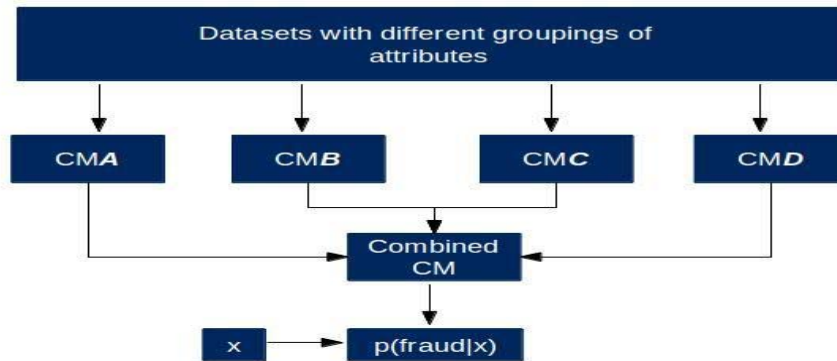 Datasets with different groupings of
attributes
CMA
CMB
CMC
CMD
Combined
CM
x
p(fraud|x)